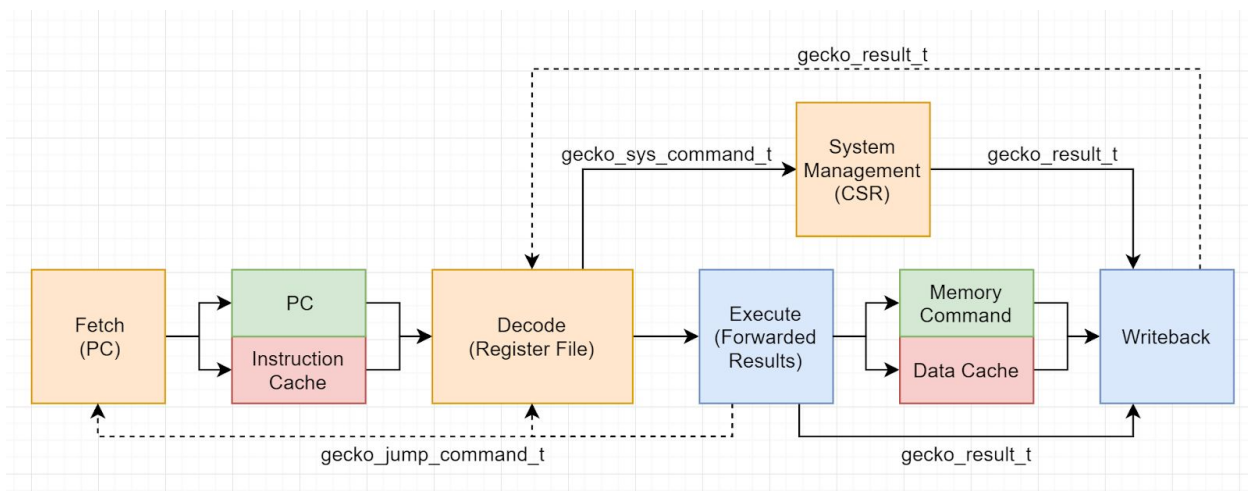 gecko_result_t
System
Management
(CSR)
gecko_sys_command_t
gecko_result_t
Fetch
(PC)
PC
Instruction
Cache
Decode
(Register File)
Execute
(Forwarded
Results)
Memory
Command
Data Cache
Writeback
gecko_jump_command_t
gecko_result_t